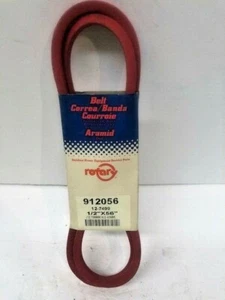 Belt
Correa/Banda
Courroie
Aramid
rotary
912056
12-7490
1/2"X56"